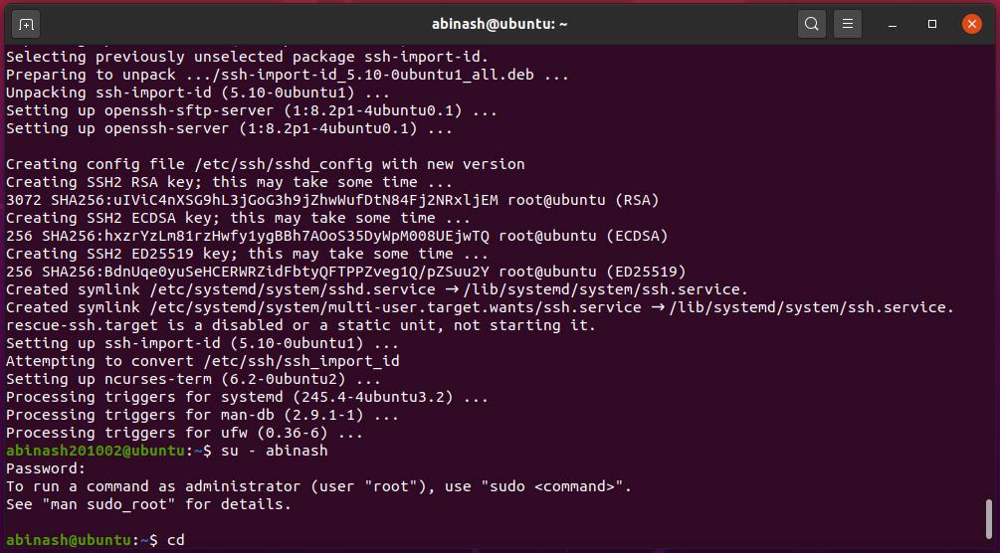 abinash@ubuntu: ~
Selecting previously unselected package ssh-import-id.
Preparing to unpack .../ssh-import-id_5.10-0ubuntu1_all.deb ...
Unpacking ssh-import-id (5.10-0ubuntu1) ...
Setting up openssh-sftp-server (1:8.2p1-4ubuntu0.1) ...
Setting up openssh-server (1:8.2p1-4ubuntu0.1) ...
Creating config file /etc/ssh/sshd_config with new version
Creating SSH2 RSA key; this may take some time ...
3072 SHA256:uIViC4nXSG9hL3jGoG3h9jZhwWufDtN84Fj2NRxljEM root@ubuntu (RSA)
Creating SSH2 ECDSA key; this may take some time ...
256 SHA256:hxzrYzLm81rzHwfy1ygBBh7AOoS35DyWpM008UEjwTQ root@ubuntu (ECDSA)
Creating SSH2 ED25519 key; this may take some time ...
256 SHA256:BdnUqe0yuSeHCERWRZidFbtyQFTPPZveg1Q/pZSuu2Y root@ubuntu (ED25519)
Created symlink /etc/systemd/system/sshd.service → /lib/systemd/system/ssh.service.
Created symlink /etc/systemd/system/multi-user.target.wants/ssh.service → /lib/systemd/system/ssh.service.
rescue-ssh.target is a disabled or a static unit, not starting it.
Setting up ssh-import-id (5.10-0ubuntu1) ...
Attempting to convert /etc/ssh/ssh_import_id
Setting up ncurses-term (6.2-0ubuntu2) ...
Processing triggers for systemd (245.4-4ubuntu3.2) ...
Processing triggers for man-db (2.9.1-1) ...
Processing triggers for ufw (0.36-6) ...
abinash201002@ubuntu:~$ su - abinash
Password:
To run a command as administrator (user "root"), use "sudo <command>".
See "man sudo_root" for details.
abinash@ubuntu:~$ cd